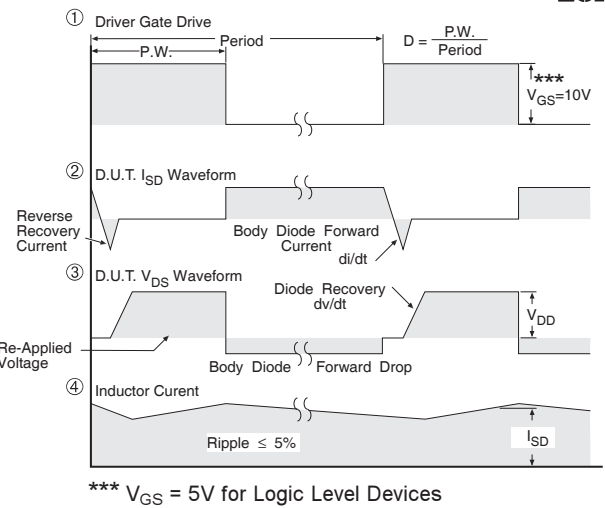 ① Driver Gate Drive
Period
P.W.
D = P.W.
Period
***
VGS=10V
② D.U.T. ISD Waveform
Reverse
Recovery
Current
Body Diode Forward
Current
di/dt
③ D.U.T. VDS Waveform
Diode Recovery
dv/dt
VDD
Re-Applied
Voltage
Body Diode Forward Drop
④ Inductor Curent
Ripple ≤ 5%
ISD
*** VGS = 5V for Logic Level Devices